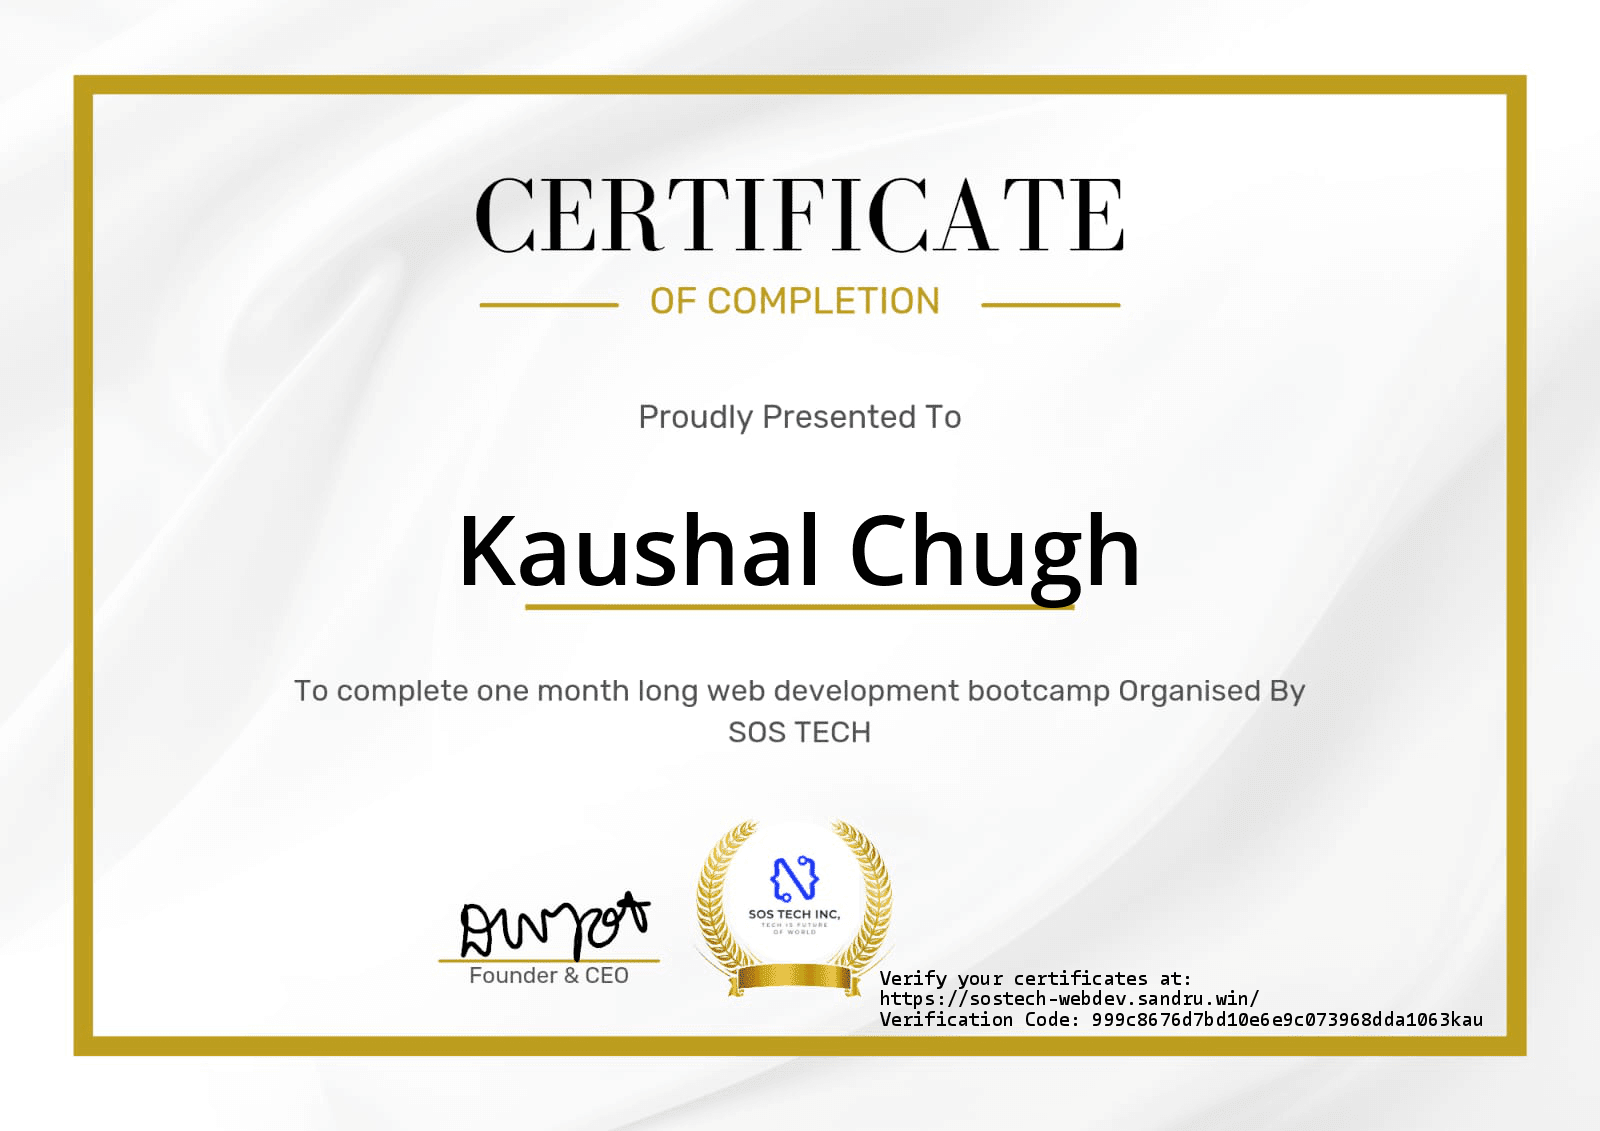 CERTIFICATE
OF COMPLETION
Proudly Presented To
Kaushal Chugh
To complete one month long web development bootcamp Organised By
SOS TECH
SOS TECH INC,
TECH IS FUTURE
OF WORLD
Founder & CEO
Verify your certificates at:
https://sostech-webdev.sandru.win/
Verification Code: 999c8676d7bd10e6e9c073968dda1063kau